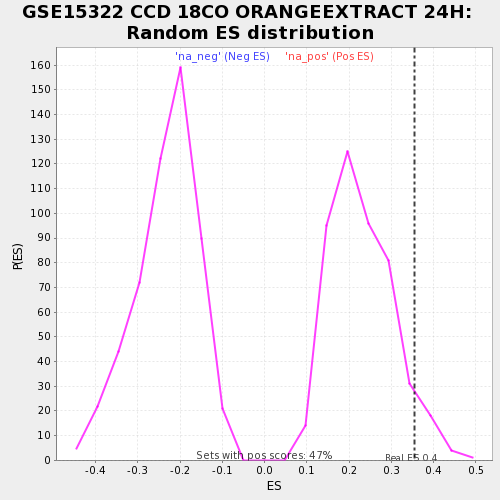 GSE15322 CCD 18CO ORANGEEXTRACT 24H:
Random ES distribution
'na_neg' (Neg ES) 'na_pos' (Pos ES)
160
150
140
130
120
110
100
90
80
70
60
50
40
30
20
10
0
P(ES)
Sets with pos scores: 47%
Real ES 0.4
-0.4 -0.3 -0.2 -0.1 0.0 0.1 0.2 0.3 0.4 0.5
ES